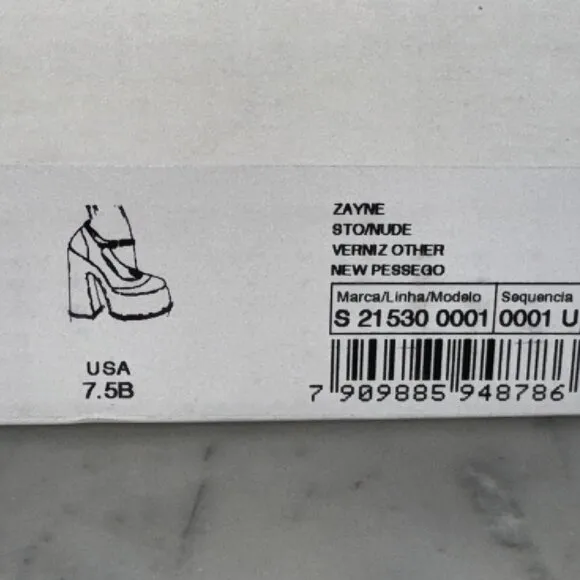 ZAYNE
STO/NUDE
VERNIZ OTHER
NEW PESSEGO
Marca/Linha/Modelo Sequencia
S 21530 0001 0001 U
7 909885 948786
USA
7.5B